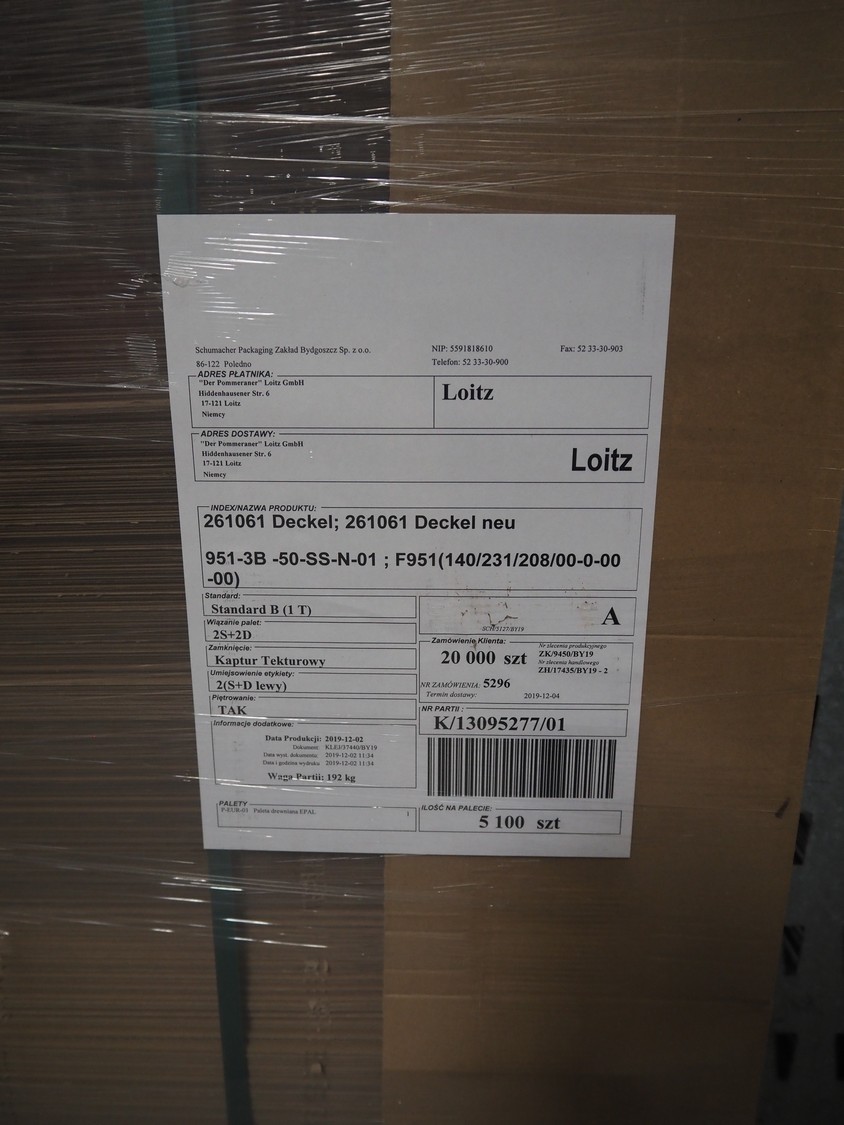 Schumacher Packaging Zakład Bydgoszcz Sp. z o.o.
NIP: 5591818610
Fax: 52 33-30-903
86-122 Poledno
Telefon: 52 33-30-900
ADRES PŁATNIKA:
"Der Pommeraner" Loitz GmbH
Hiddenhausener Str. 6
17-121 Loitz
Niemcy
Loitz
ADRES DOSTAWY:
"Der Pommeraner" Loitz GmbH
Hiddenhausener Str. 6
17-121 Loitz
Niemcy
Loitz
INDEX/NAZWA PRODUKTU:
261061 Deckel; 261061 Deckel neu
951-3B -50-SS-N-01 ; F951(140/231/208/00-0-00
-00)
Standard:
Standard B (1 T)
Wiązanie palet:
2S+2D
Zamknięcie:
Kaptur Tekturowy
Umiejsowienie etykiety:
2(S+D lewy)
Piętrowanie:
TAK
Informacje dodatkowe:
Data Produkcji: 2019-12-02
Dokument: KLEJ/37440/BY19
Data wyst. dokumentu: 2019-12-02 11:34
Data i godzina wydruku: 2019-12-02 11:34
Waga Partii: 192 kg
PALETY
P-EUR-01 Paleta drewniana EPAL 1
A
SCH/5127/BY19
Zamówienie Klienta:
20 000 szt
Nr zlecenia produkcyjnego
ZK/9450/BY19
Nr zlecenia handlowego
ZH/17435/BY19 - 2
NR ZAMÓWIENIA: 5296
Termin dostawy: 2019-12-04
NR PARTII :
K/13095277/01
ILOŚĆ NA PALECIE:
5 100 szt